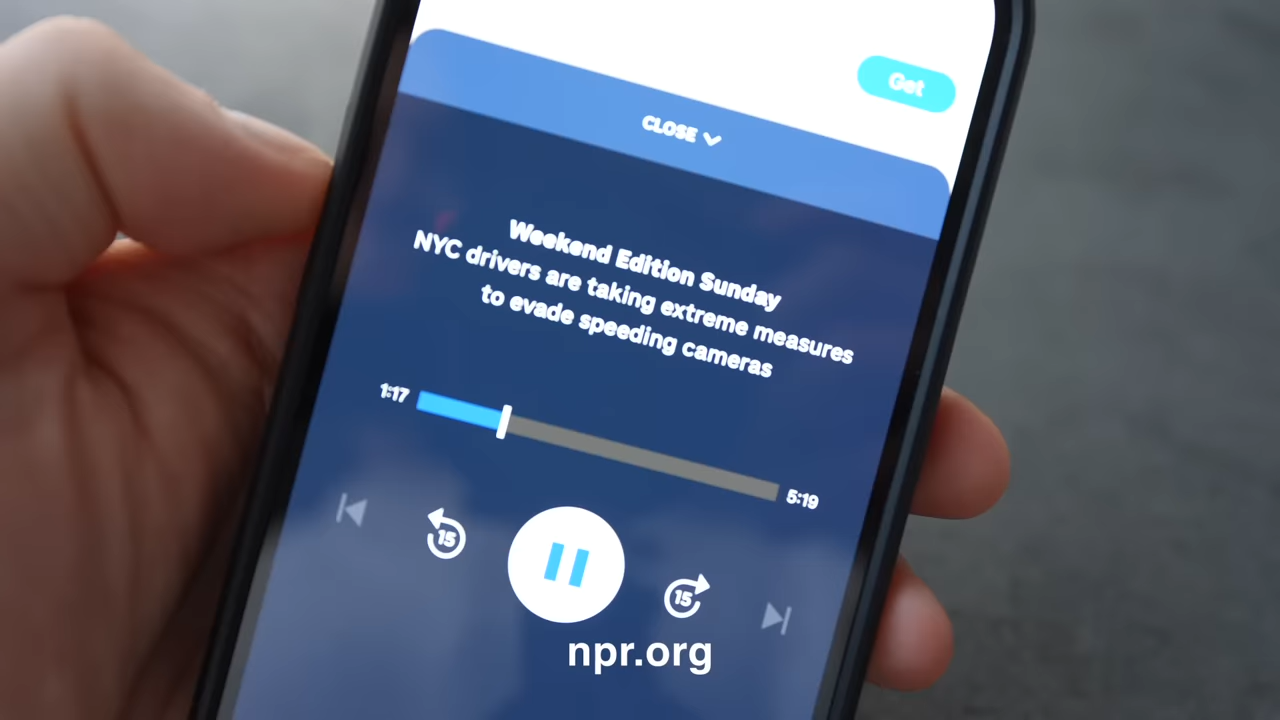 Get
CLOSE
Weekend Edition Sunday
NYC drivers are taking extreme measures
to evade speeding cameras
1:17
5:19
15
15
npr.org